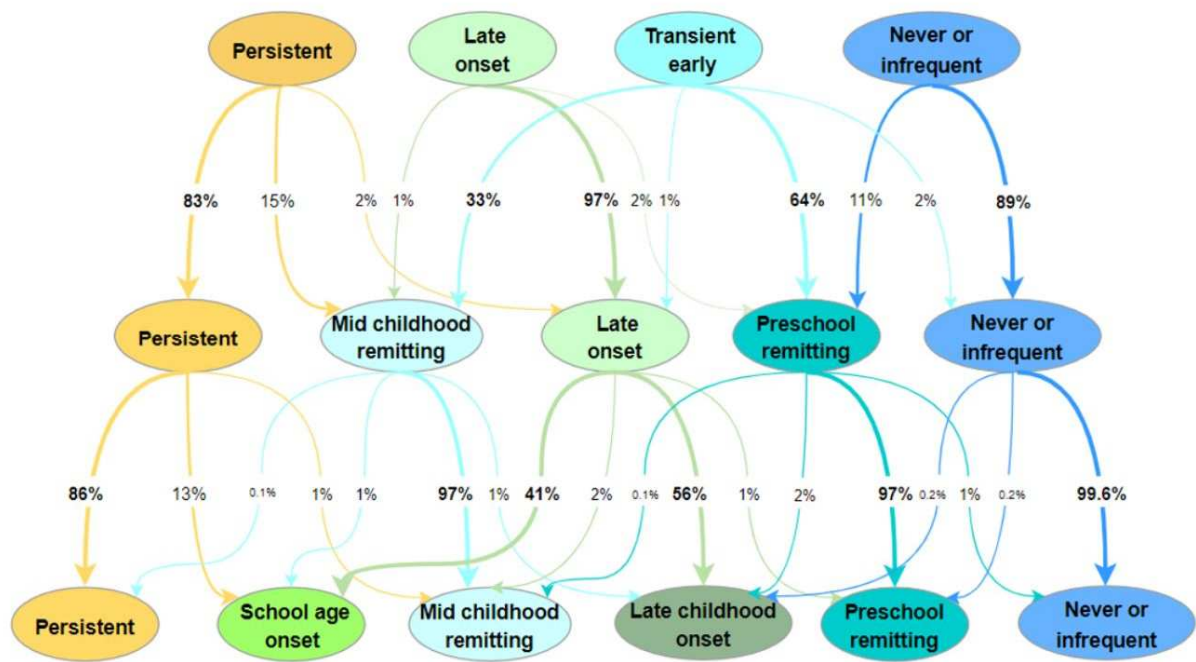 Persistent
Late
onset
Transient
early
Never or
infrequent
83%
15%
2%
1%
33%
97%
2%
1%
64%
11%
2%
89%
Persistent
Mid childhood
remitting
Late
onset
Preschool
remitting
Never or
infrequent
86%
13%
0.1%
1%
1%
97%
1%
41%
2%
0.1%
56%
1%
2%
97%
0.2%
1%
0.2%
99.6%
Persistent
School age
onset
Mid childhood
remitting
Late childhood
onset
Preschool
remitting
Never or
infrequent